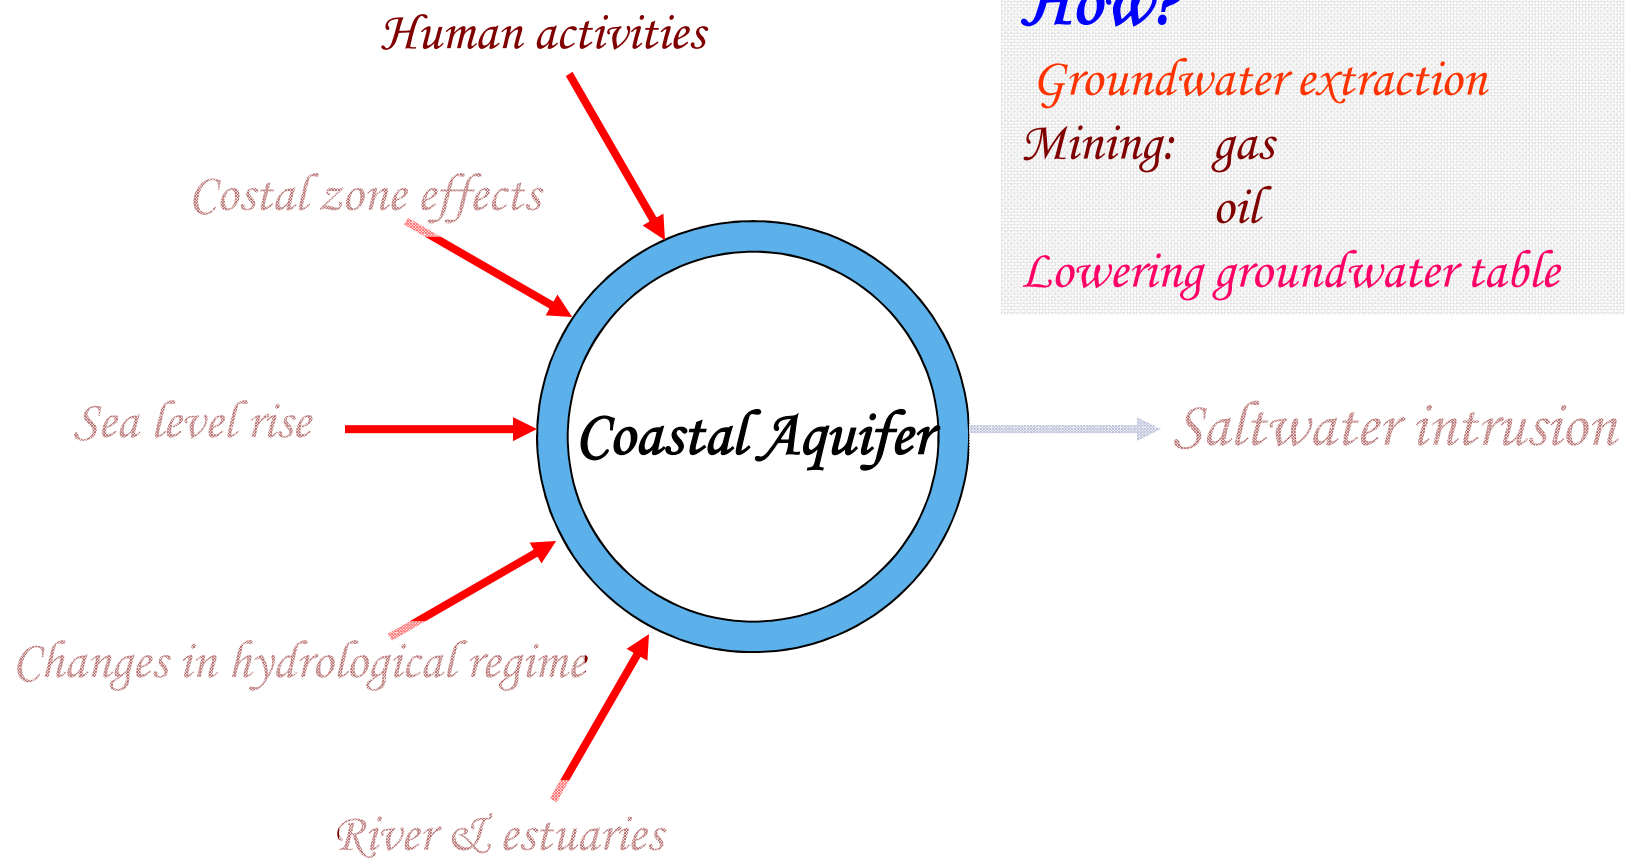 How?
Human activities
Groundwater extraction
Mining: gas
oil
Costal zone effects
Lowering groundwater table
Sea level rise
Coastal Aquifer
Saltwater intrusion
Changes in hydrological regime
River & estuaries